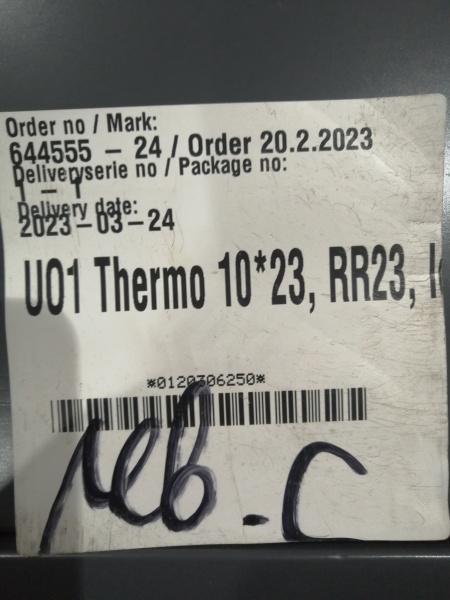 Order no / Mark:
644555 - 24 / Order 20.2.2023
Deliveryserie no / Package no:
1 - 1
Delivery date:
2023-03-24
U01 Thermo 10*23, RR23,
*0120306250*
лев - С